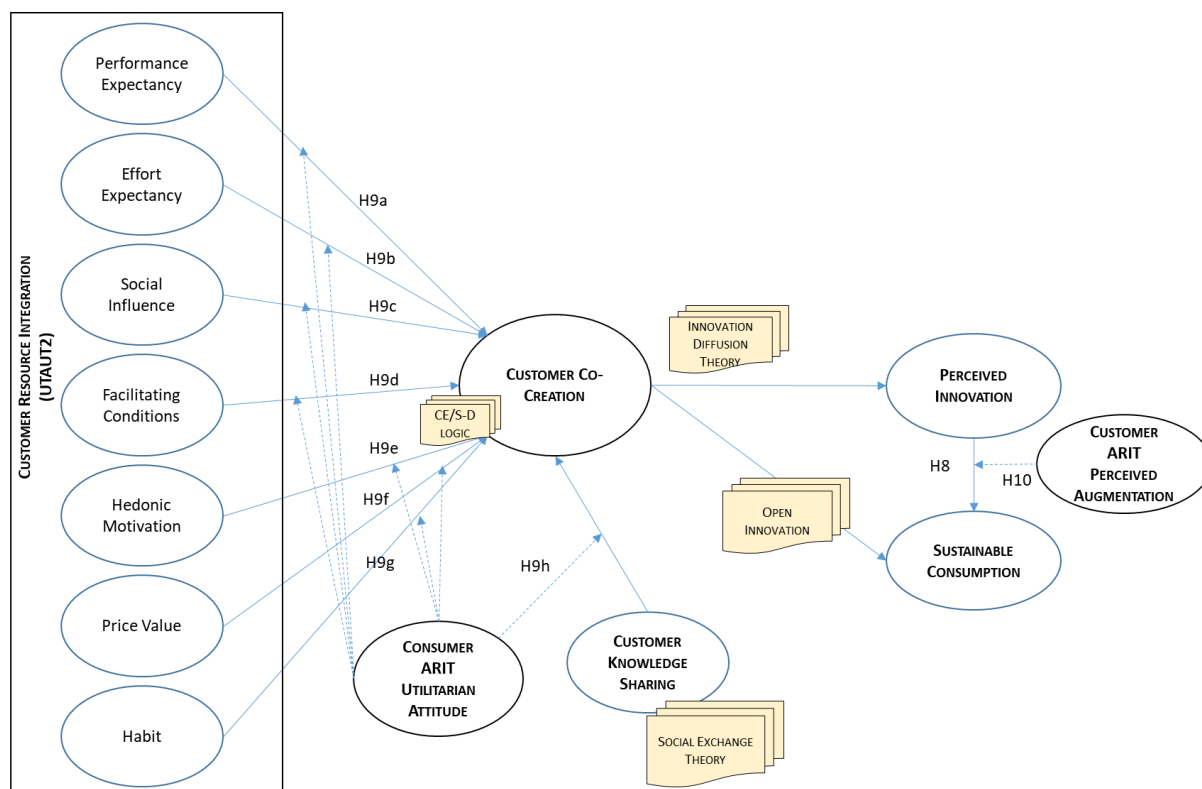 CUSTOMER RESOURCE INTEGRATION
(UTAUT2)
Performance
Expectancy
Effort
Expectancy
Social
Influence
Facilitating
Conditions
Hedonic
Motivation
Price Value
Habit
H9a
H9b
H9c
H9d
H9e
H9f
H9g
CE/S-D
LOGIC
CUSTOMER CO-
CREATION
H9h
CONSUMER
ARIT
UTILITARIAN
ATTITUDE
CUSTOMER
KNOWLEDGE
SHARING
SOCIAL EXCHANGE
THEORY
INNOVATION
DIFFUSION
THEORY
OPEN
INNOVATION
PERCEIVED
INNOVATION
H8
H10
CUSTOMER
ARIT
PERCEIVED
AUGMENTATION
SUSTAINABLE
CONSUMPTION